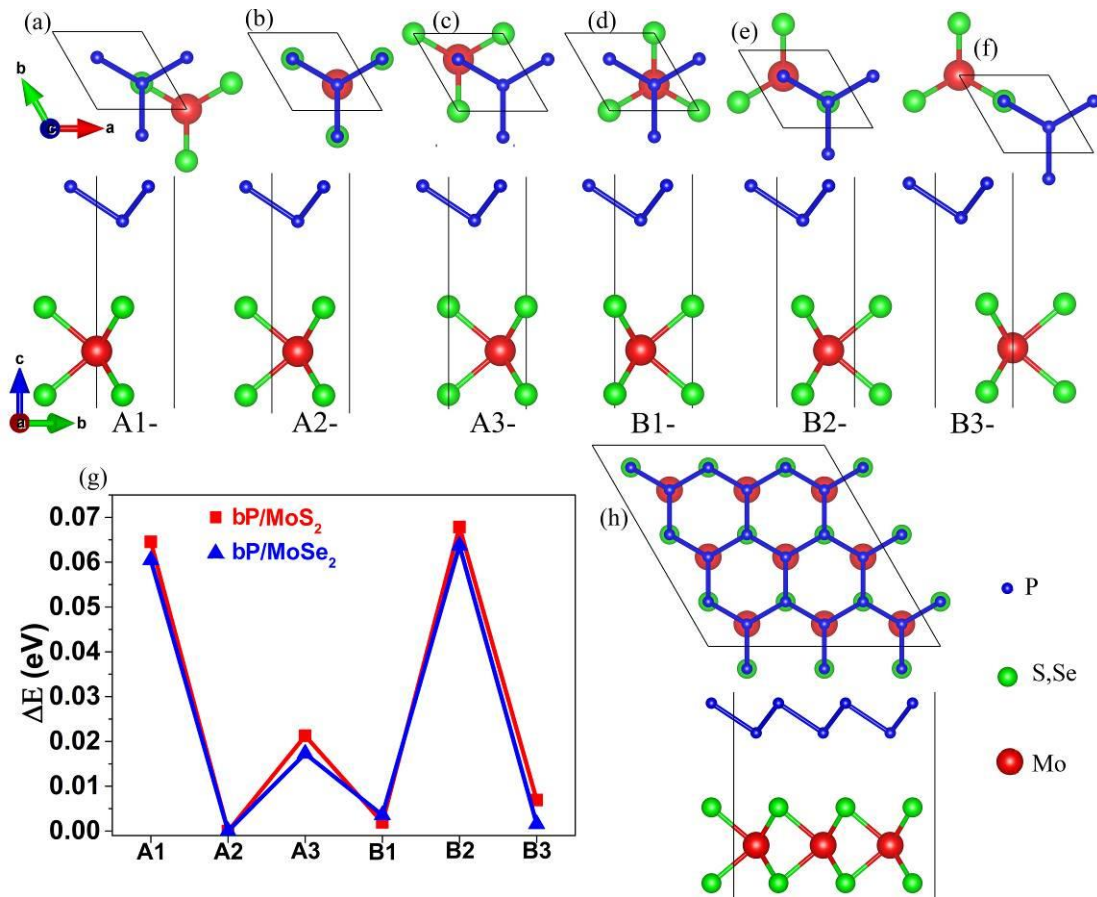 (a)
(b)
(c)
(d)
(e)
(f)
b
c
a
c
a
b
A1-
A2-
A3-
B1-
B2-
B3-
(g)
0.07
0.06
0.05
0.04
0.03
0.02
0.01
0.00
ΔE (eV)
bP/MoS₂
bP/MoSe₂
A1
A2
A3
B1
B2
B3
(h)
P
S,Se
Mo